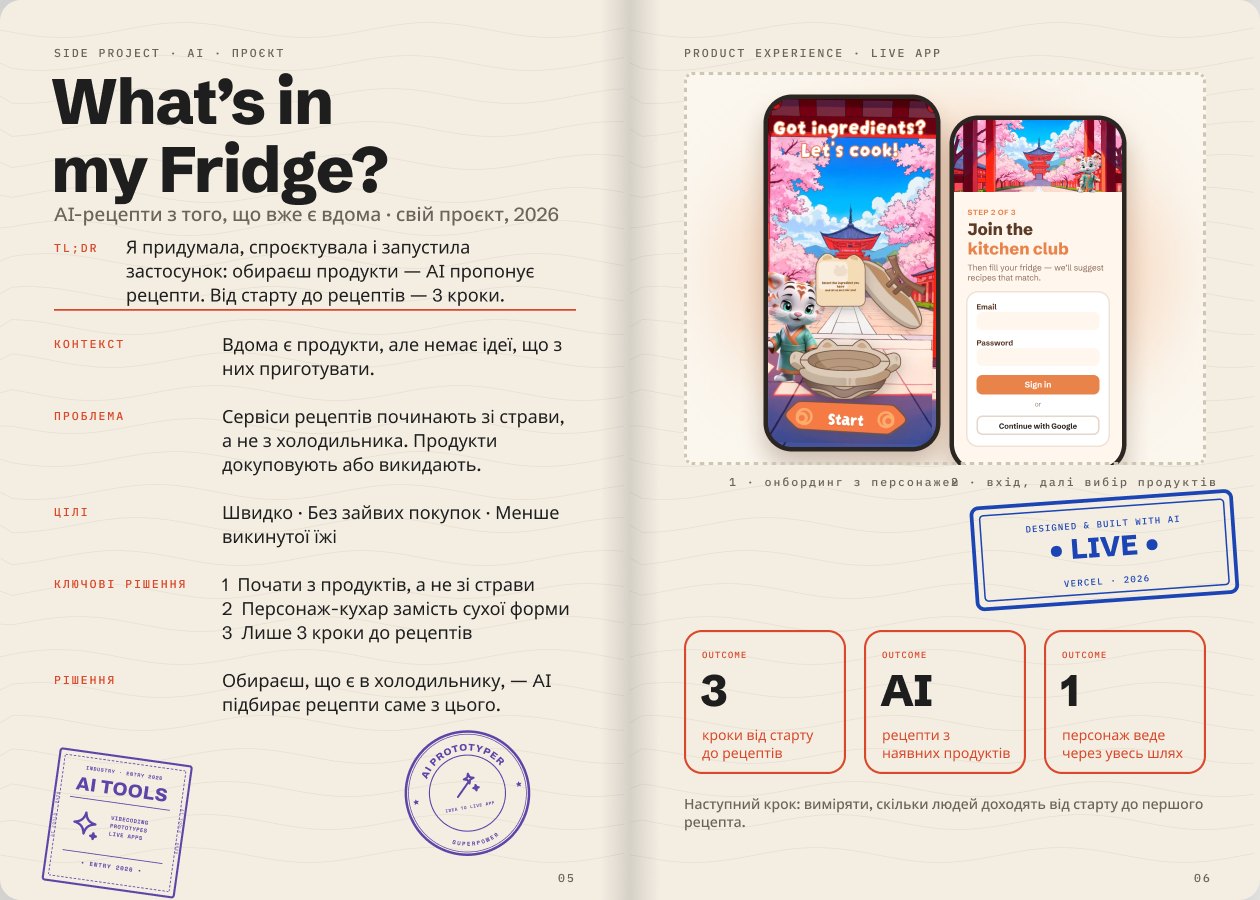 SIDE PROJECT · AI · ПРОЄКТ
What’s in
my Fridge?
AI-рецепти з того, що вже є вдома · свій проєкт, 2026
TL;DR
Я придумала, спроєктувала і запустила
застосунок: обираєш продукти — AI пропонує
рецепти. Від старту до рецептів — 3 кроки.
КОНТЕКСТ
Вдома є продукти, але немає ідеї, що з
них приготувати.
ПРОБЛЕМА
Сервіси рецептів починають зі страви,
а не з холодильника. Продукти
докуповують або викидають.
ЦІЛІ
Швидко · Без зайвих покупок · Менше
викинутої їжі
КЛЮЧОВІ РІШЕННЯ
1 Почати з продуктів, а не зі страви
2 Персонаж-кухар замість сухої форми
3 Лише 3 кроки до рецептів
РІШЕННЯ
Обираєш, що є в холодильнику, — AI
підбирає рецепти саме з цього.
INDUSTRY · ENTRY 2026
AI TOOLS
VIBECODING
PROTOTYPES
LIVE APPS
• ENTRY 2026 •
AI PROTOTYPER
IDEA TO LIVE APP
SUPERPOWER
05
PRODUCT EXPERIENCE · LIVE APP
Got ingredients?
Let's cook!
Start
STEP 2 OF 3
Join the
kitchen club
Then fill your fridge — we'll suggest
recipes that match.
Email
Password
Sign in
or
Continue with Google
1 · онбординг з персонажем
2 · вхід, далі вибір продуктів
DESIGNED & BUILT WITH AI
• LIVE •
VERCEL · 2026
OUTCOME
3
кроки від старту
до рецептів
OUTCOME
AI
рецепти з
наявних продуктів
OUTCOME
1
персонаж веде
через увесь шлях
Наступний крок: виміряти, скільки людей доходять від старту до першого
рецепта.
06